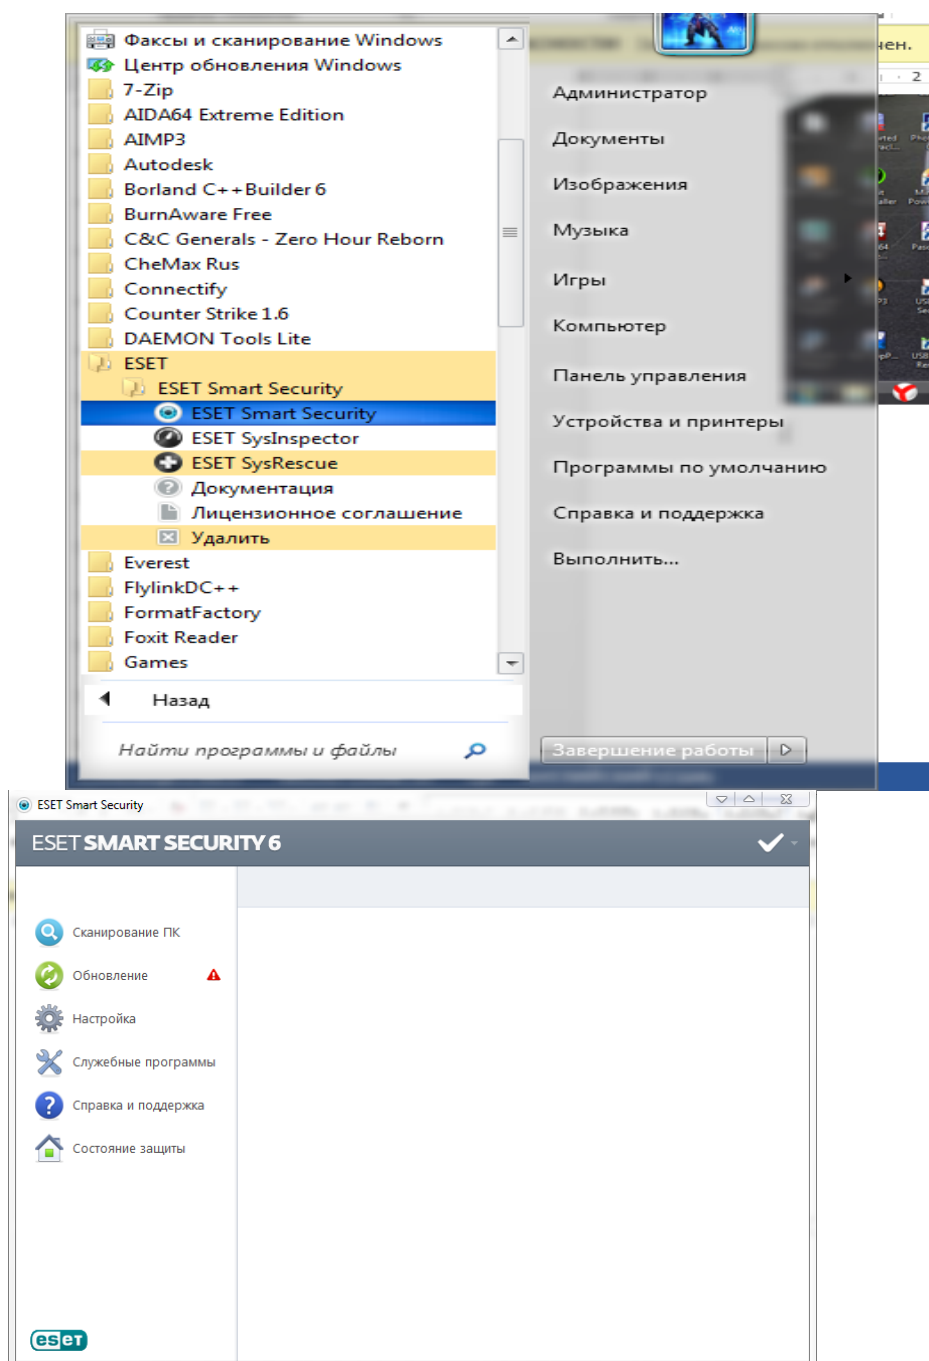 Факсы и сканирование Windows
Центр обновления Windows
7-Zip
AIDA64 Extreme Edition
AIMP3
Autodesk
Borland C++Builder 6
BurnAware Free
C&C Generals - Zero Hour Reborn
CheMax Rus
Connectify
Counter Strike 1.6
DAEMON Tools Lite
ESET
ESET Smart Security
ESET Smart Security
ESET SysInspector
ESET SysRescue
Документация
Лицензионное соглашение
Удалить
Everest
FlylinkDC++
FormatFactory
Foxit Reader
Games
Назад
Найти программы и файлы
Администратор
Документы
Изображения
Музыка
Игры
Компьютер
Панель управления
Устройства и принтеры
Программы по умолчанию
Справка и поддержка
Выполнить...
Завершение работы
чен.
2
ESET Smart Security
ESET SMART SECURITY 6
Сканирование ПК
Обновление
Настройка
Служебные программы
Справка и поддержка
Состояние защиты
eset